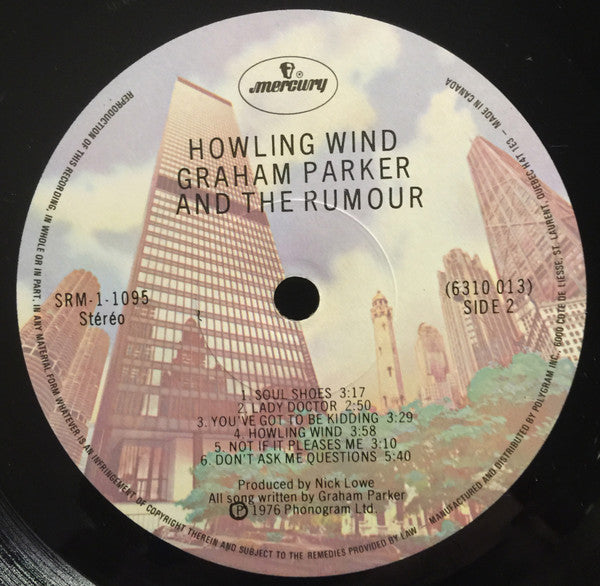 mercury
®
HOWLING WIND
GRAHAM PARKER
AND THE RUMOUR
SRM-1-1095
Stéréo
(6310 013)
SIDE 2
1. SOUL SHOES 3:17
2. LADY DOCTOR 2:50
3. YOU'VE GOT TO BE KIDDING 3:29
4. HOWLING WIND 3:58
5. NOT IF IT PLEASES ME 3:10
6. DON'T ASK ME QUESTIONS 5:40
Produced by Nick Lowe
All song written by Graham Parker
Ⓟ 1976 Phonogram Ltd.
REPRODUCTION OF THIS RECORDING, IN WHOLE OR IN PART, IN ANY MATERIAL FORM WHATEVER IS AN INFRINGEMENT OF COPYRIGHT THEREIN AND SUBJECT TO THE REMEDIES PROVIDED BY LAW / MANUFACTURED AND DISTRIBUTED BY POLYGRAM INC. 6000 COTE DE LIESSE, ST. LAURENT, QUEBEC H4T 1E3 – MADE IN CANADA